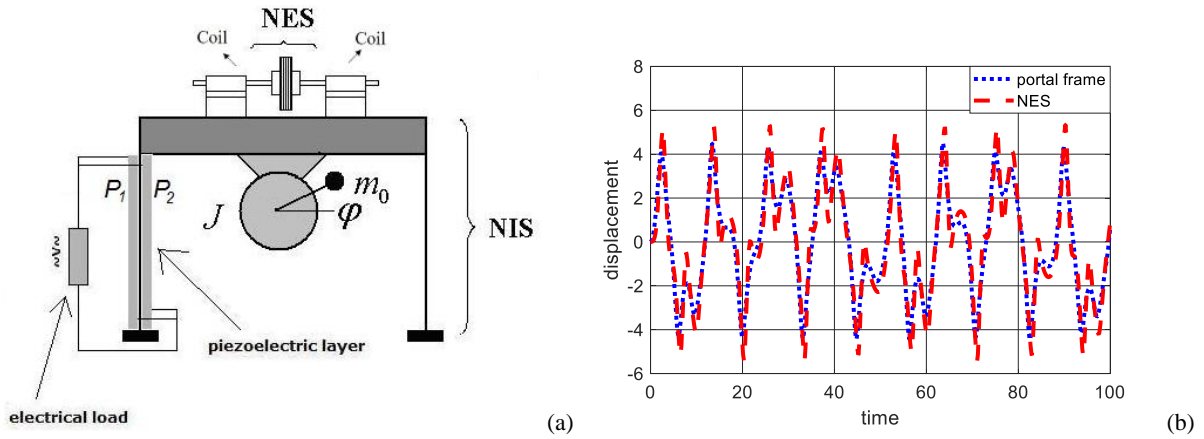 NES
Coil
Coil
P1
P2
J
m0
φ
NIS
piezoelectric layer
electrical load
(a)
portal frame
NES
8
6
4
2
0
-2
-4
-6
displacement
0
20
40
60
80
100
time
(b)